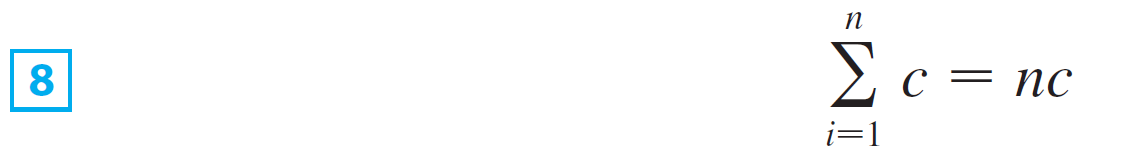 8
n
∑ c = nc
i=1